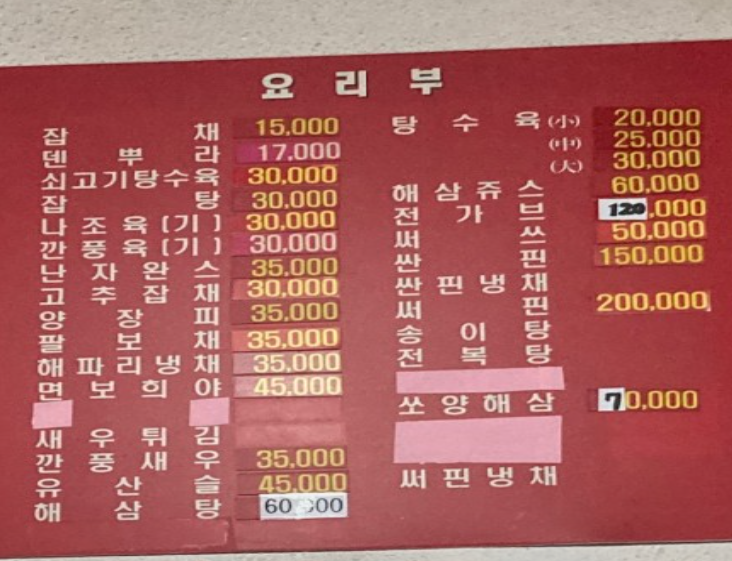 요리부
잡채 15,000
덴뿌라 17,000
쇠고기탕수육 30,000
잡탕 30,000
나조육(기) 30,000
깐풍육(기) 30,000
난자완스 35,000
고추잡채 30,000
양장피 35,000
팔보채 35,000
해파리냉채 35,000
면보희야 45,000
새우튀김
깐풍새우 35,000
유산슬 45,000
해삼탕 60,000
탕수육(小) 20,000
(中) 25,000
(大) 30,000
해삼쥬스 60,000
전가브 120,000
써쓰 50,000
싼핀 150,000
싼핀냉채
써핀 200,000
송이탕
전복탕
쏘양해삼 70,000
써핀냉채